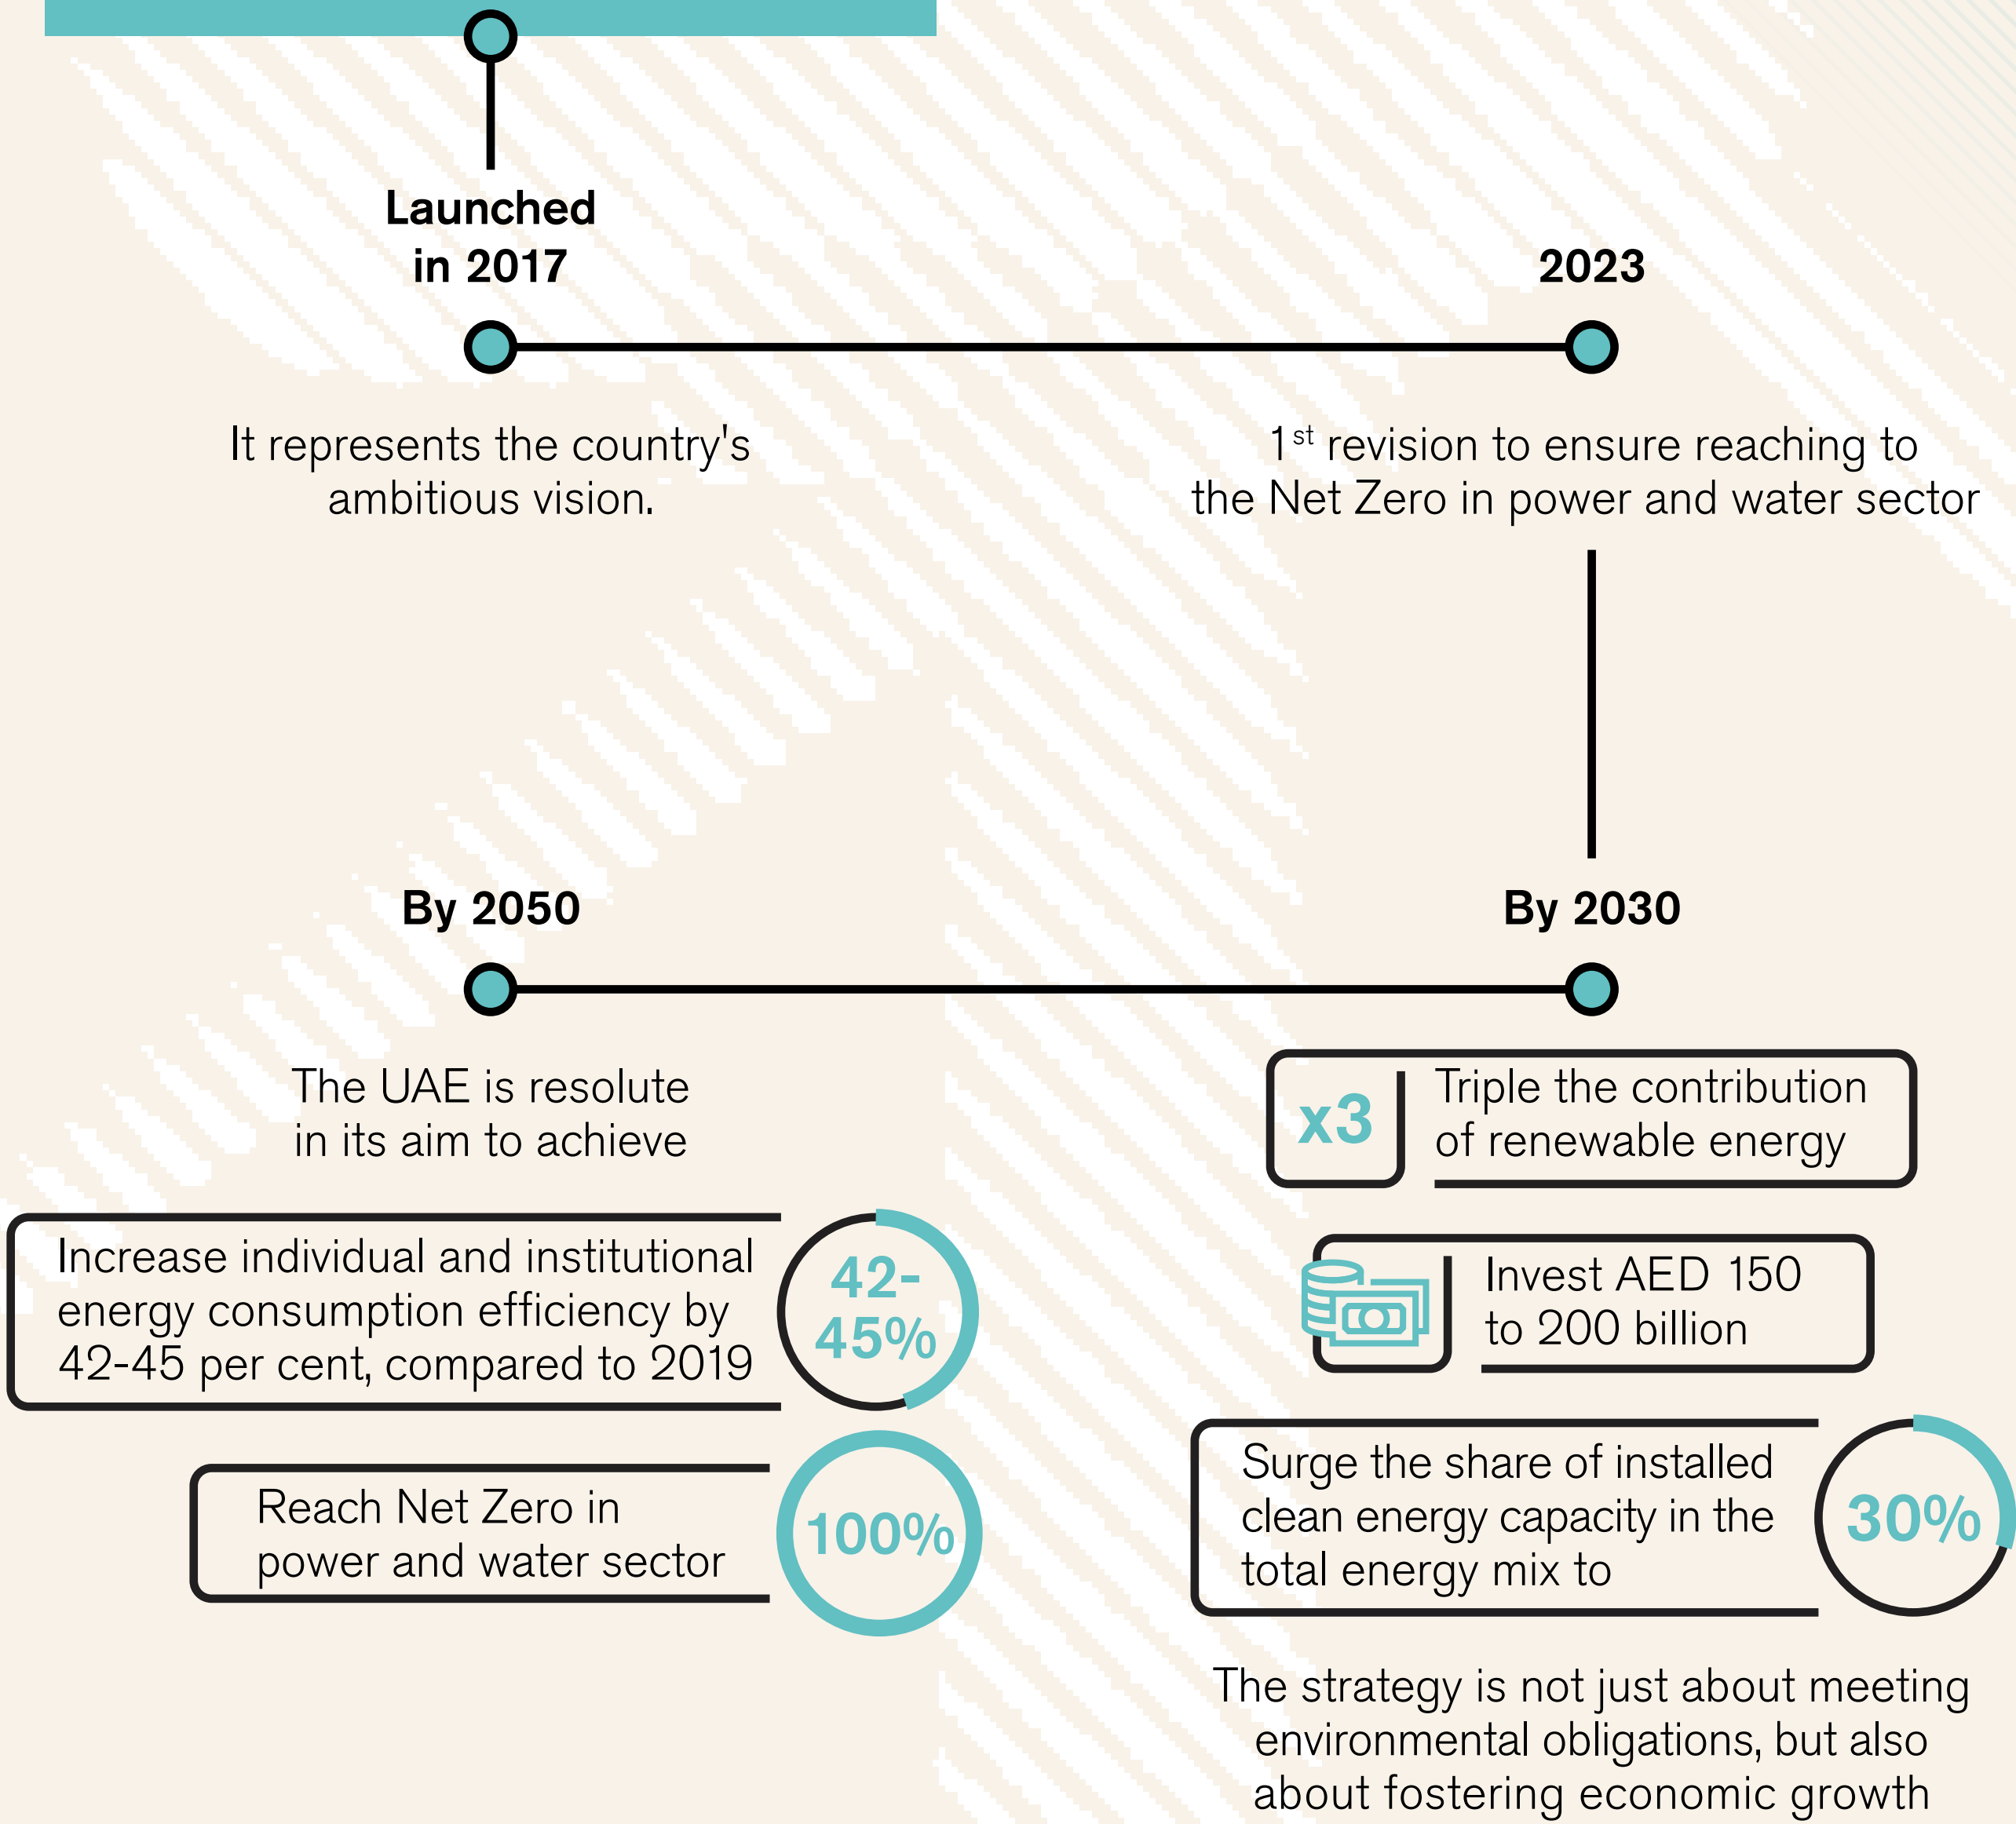 Launched
in 2017
It represents the country's
ambitious vision.
2023
1st revision to ensure reaching to
the Net Zero in power and water sector
By 2030
x3
Triple the contribution
of renewable energy
Invest AED 150
to 200 billion
Surge the share of installed
clean energy capacity in the
total energy mix to
30%
The strategy is not just about meeting
environmental obligations, but also
about fostering economic growth
By 2050
The UAE is resolute
in its aim to achieve
Increase individual and institutional
energy consumption efficiency by
42-45 per cent, compared to 2019
42-
45%
Reach Net Zero in
power and water sector
100%